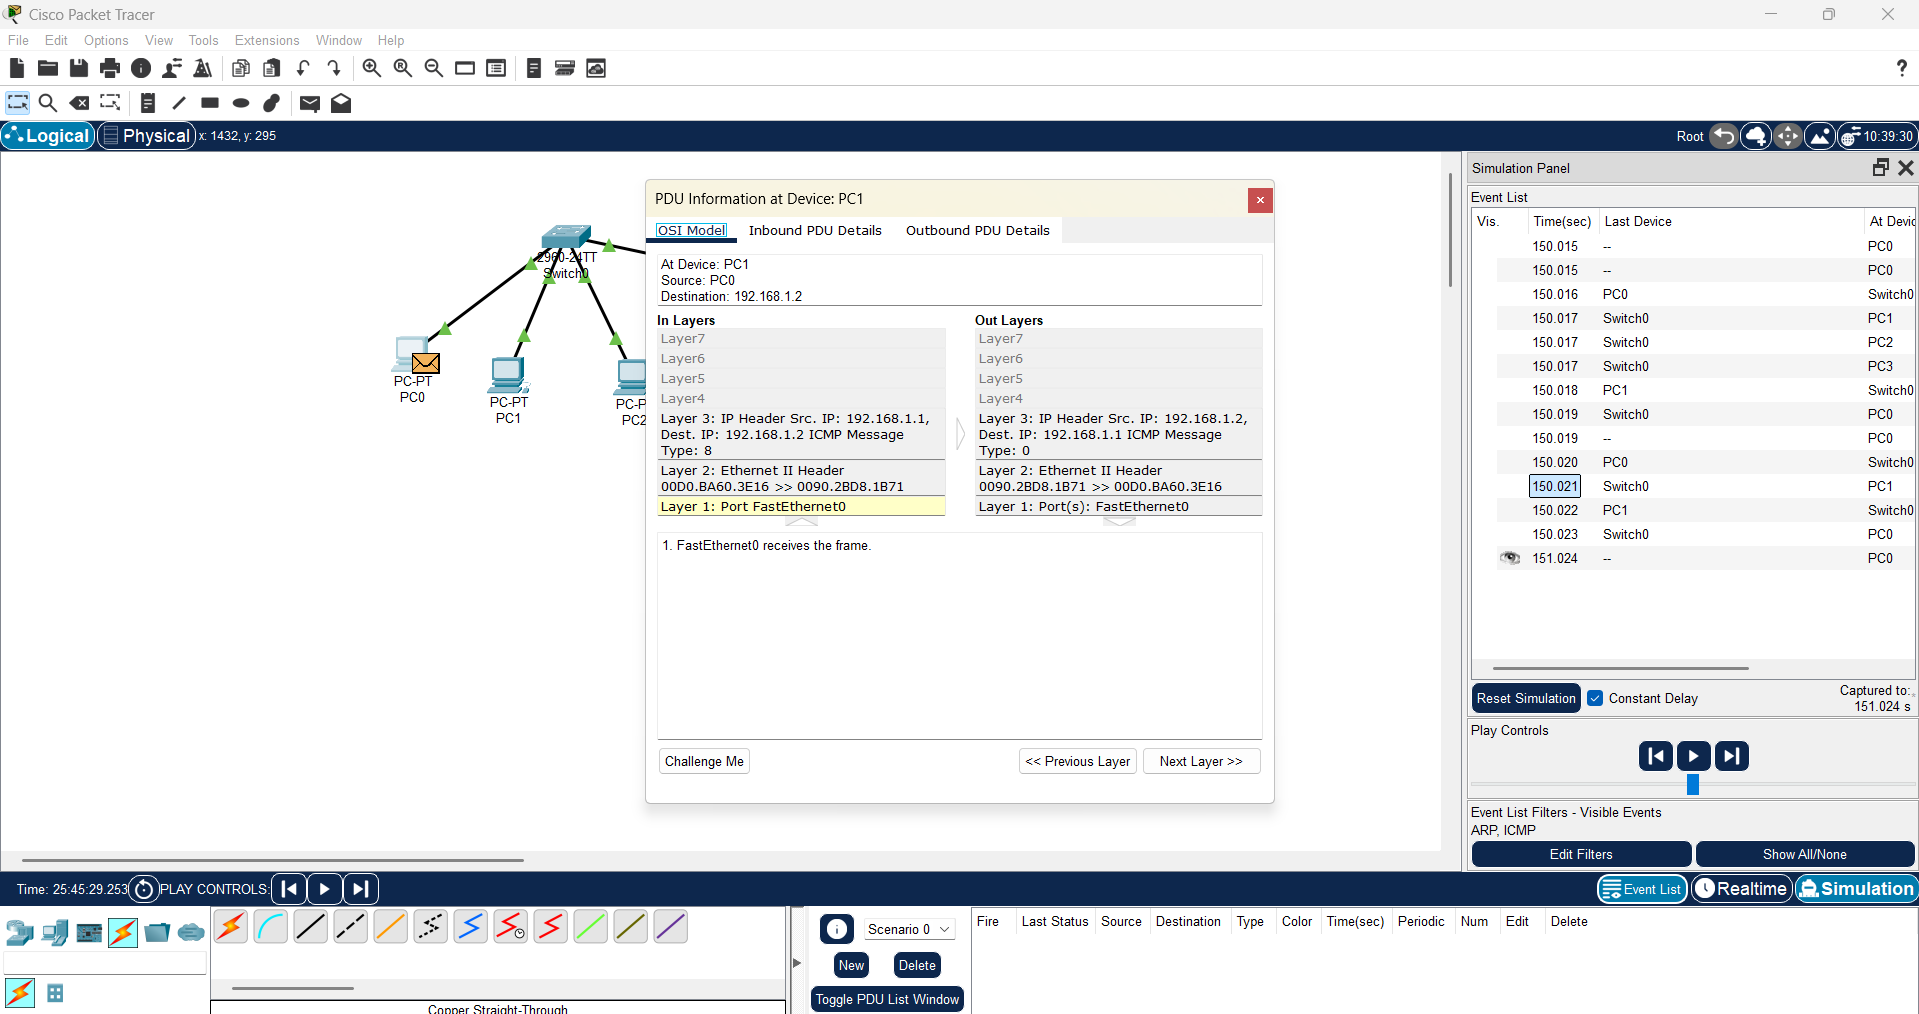 Cisco Packet Tracer
File Edit Options View Tools Extensions Window Help
Logical Physical x: 1432, y: 295 Root 10:39:30
2960-24TT
Switch0
PC-PT
PC0
PC-PT
PC1
PC-P
PC2
PDU Information at Device: PC1
OSI Model Inbound PDU Details Outbound PDU Details
At Device: PC1
Source: PC0
Destination: 192.168.1.2
In Layers
Layer7
Layer6
Layer5
Layer4
Layer 3: IP Header Src. IP: 192.168.1.1,
Dest. IP: 192.168.1.2 ICMP Message
Type: 8
Layer 2: Ethernet II Header
00D0.BA60.3E16 >> 0090.2BD8.1B71
Layer 1: Port FastEthernet0
Out Layers
Layer7
Layer6
Layer5
Layer4
Layer 3: IP Header Src. IP: 192.168.1.2,
Dest. IP: 192.168.1.1 ICMP Message
Type: 0
Layer 2: Ethernet II Header
0090.2BD8.1B71 >> 00D0.BA60.3E16
Layer 1: Port(s): FastEthernet0
1. FastEthernet0 receives the frame.
Challenge Me << Previous Layer Next Layer >>
Simulation Panel
Event List
Vis. Time(sec) Last Device At Devic
150.015 -- PC0
150.015 -- PC0
150.016 PC0 Switch0
150.017 Switch0 PC1
150.017 Switch0 PC2
150.017 Switch0 PC3
150.018 PC1 Switch0
150.019 Switch0 PC0
150.019 -- PC0
150.020 PC0 Switch0
150.021 Switch0 PC1
150.022 PC1 Switch0
150.023 Switch0 PC0
151.024 -- PC0
Reset Simulation Constant Delay
Captured to:
151.024 s
Play Controls
Event List Filters - Visible Events
ARP, ICMP
Edit Filters Show All/None
Time: 25:45:29.253 PLAY CONTROLS: Event List Realtime Simulation
Copper Straight-Through
Scenario 0
New Delete
Toggle PDU List Window
Fire Last Status Source Destination Type Color Time(sec) Periodic Num Edit Delete